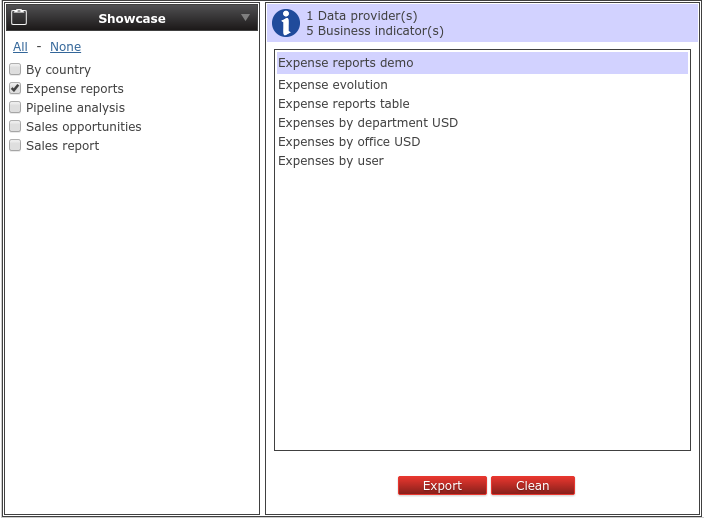 Showcase
All - None
By country
Expense reports
Pipeline analysis
Sales opportunities
Sales report
1 Data provider(s)
5 Business indicator(s)
Expense reports demo
Expense evolution
Expense reports table
Expenses by department USD
Expenses by office USD
Expenses by user
Export Clean